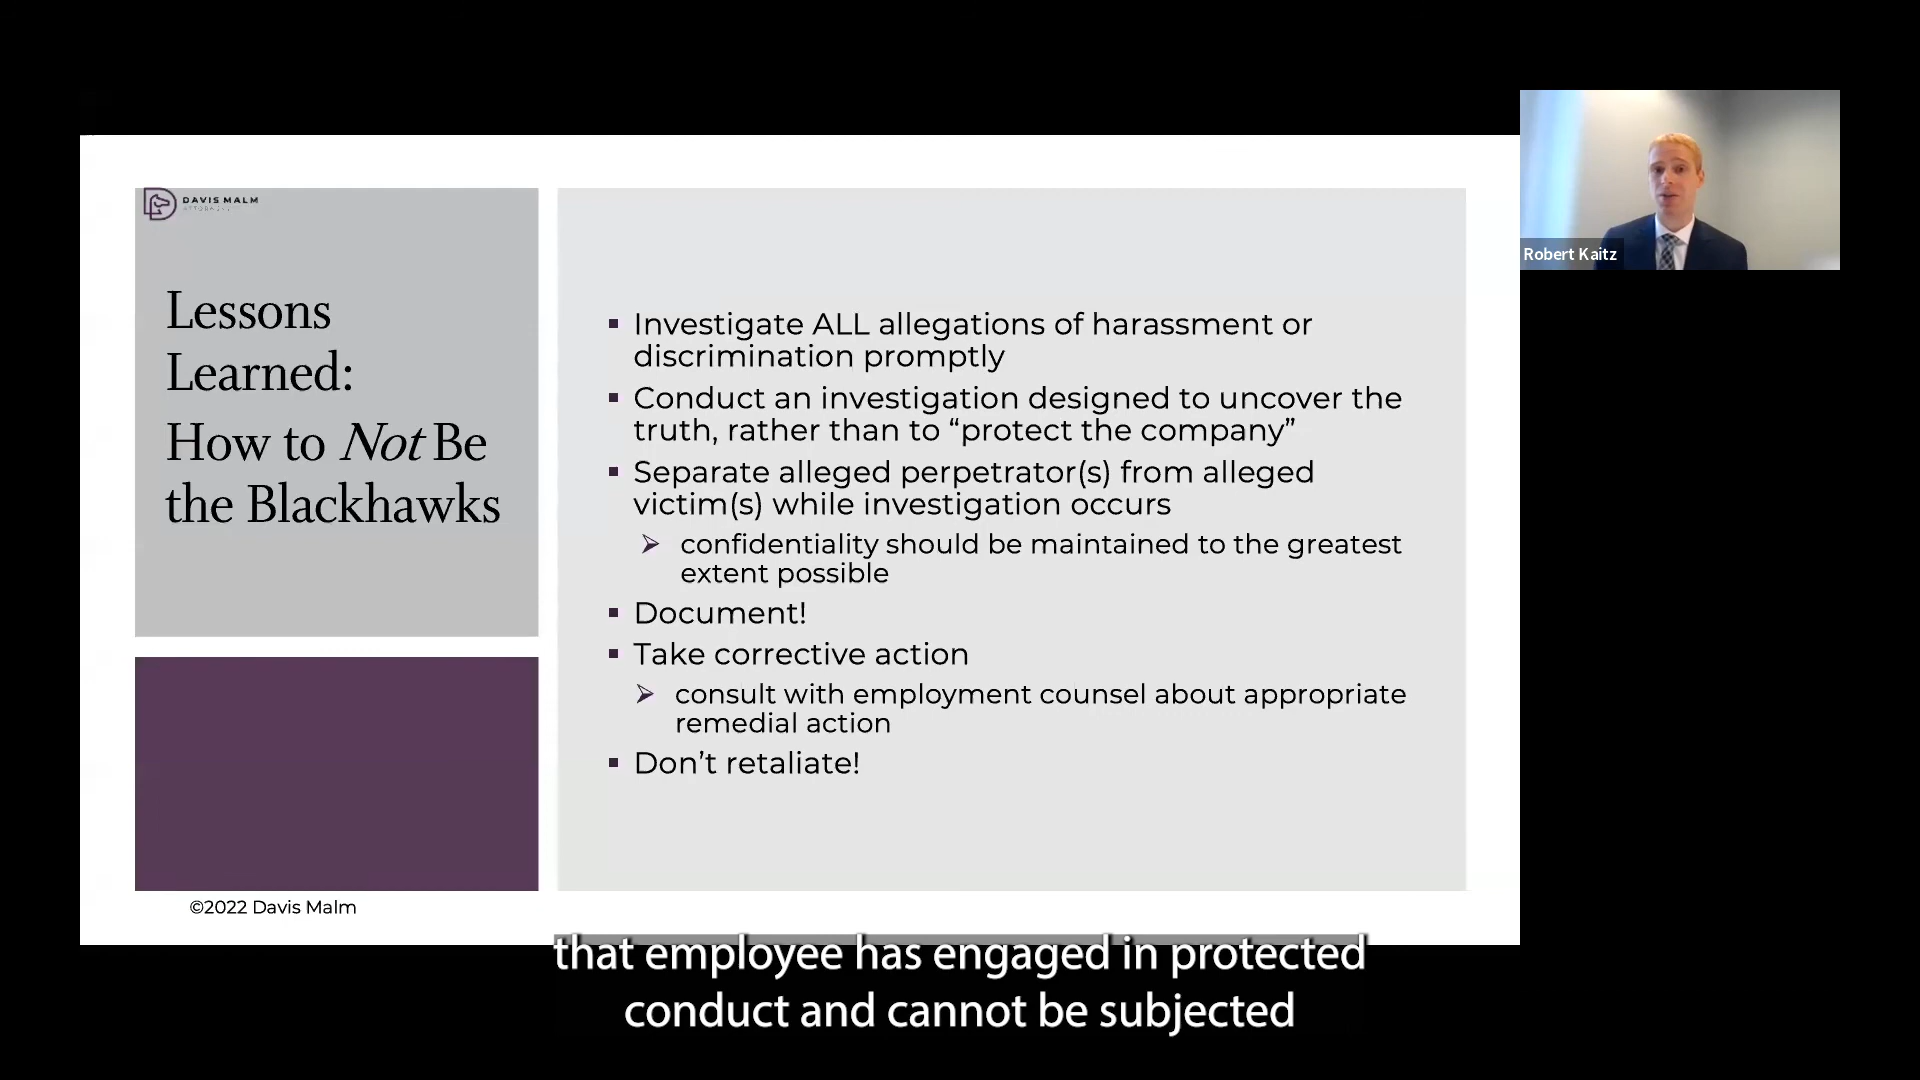 DAVIS MALM
Lessons
Learned:
How to Not Be
the Blackhawks
▪ Investigate ALL allegations of harassment or
discrimination promptly
▪ Conduct an investigation designed to uncover the
truth, rather than to “protect the company”
▪ Separate alleged perpetrator(s) from alleged
victim(s) while investigation occurs
➢ confidentiality should be maintained to the greatest
extent possible
▪ Document!
▪ Take corrective action
➢ consult with employment counsel about appropriate
remedial action
▪ Don’t retaliate!
©2022 Davis Malm
Robert Kaitz
that employee has engaged in protected
conduct and cannot be subjected